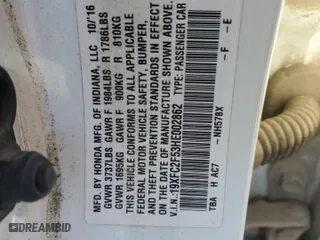 MFD. BY HONDA MFG. OF INDIANA, LLC 10/16
GVWR 3737LBS GAWR F 1984LBS R 1786LBS
GVWR 1695KG GAWR F 900KG R 810KG
THIS VEHICLE CONFORMS TO ALL APPLICABLE
FEDERAL MOTOR VEHICLE SAFETY, BUMPER,
AND THEFT PREVENTION STANDARDS IN EFFECT
ON THE DATE OF MANUFACTURE SHOWN ABOVE.
V.I.N.: 19XFC2F53HE002862 TYPE: PASSENGER CAR
TBA H AC7 NH578X F E